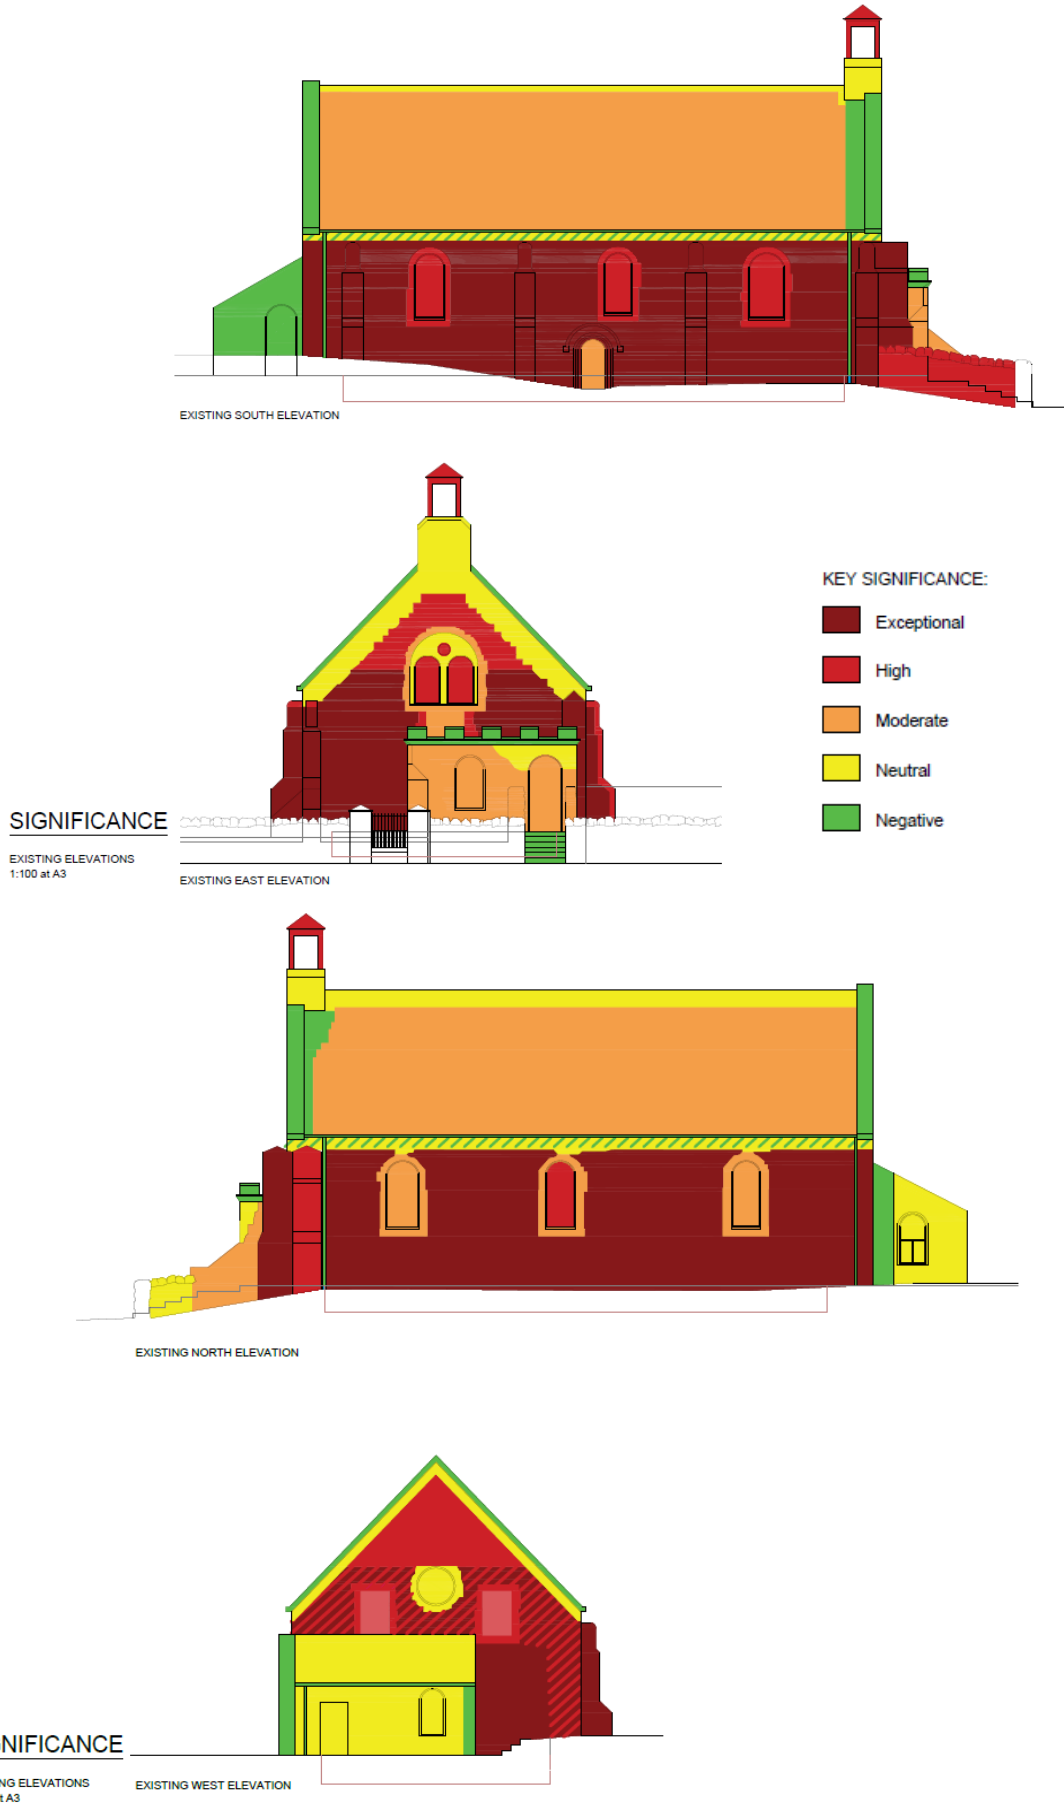 EXISTING SOUTH ELEVATION
KEY SIGNIFICANCE:
Exceptional
High
Moderate
Neutral
Negative
SIGNIFICANCE
EXISTING ELEVATIONS
1:100 at A3
EXISTING EAST ELEVATION
EXISTING NORTH ELEVATION
NIFICANCE
NG ELEVATIONS
t A3
EXISTING WEST ELEVATION